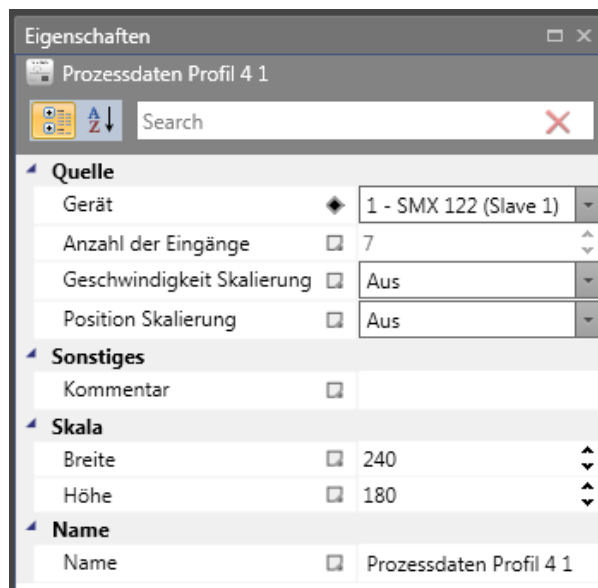 Eigenschaften
Prozessdaten Profil 4 1
A
Z
Search
Quelle
Gerät 1 - SMX 122 (Slave 1)
Anzahl der Eingänge 7
Geschwindigkeit Skalierung Aus
Position Skalierung Aus
Sonstiges
Kommentar
Skala
Breite 240
Höhe 180
Name
Name Prozessdaten Profil 4 1